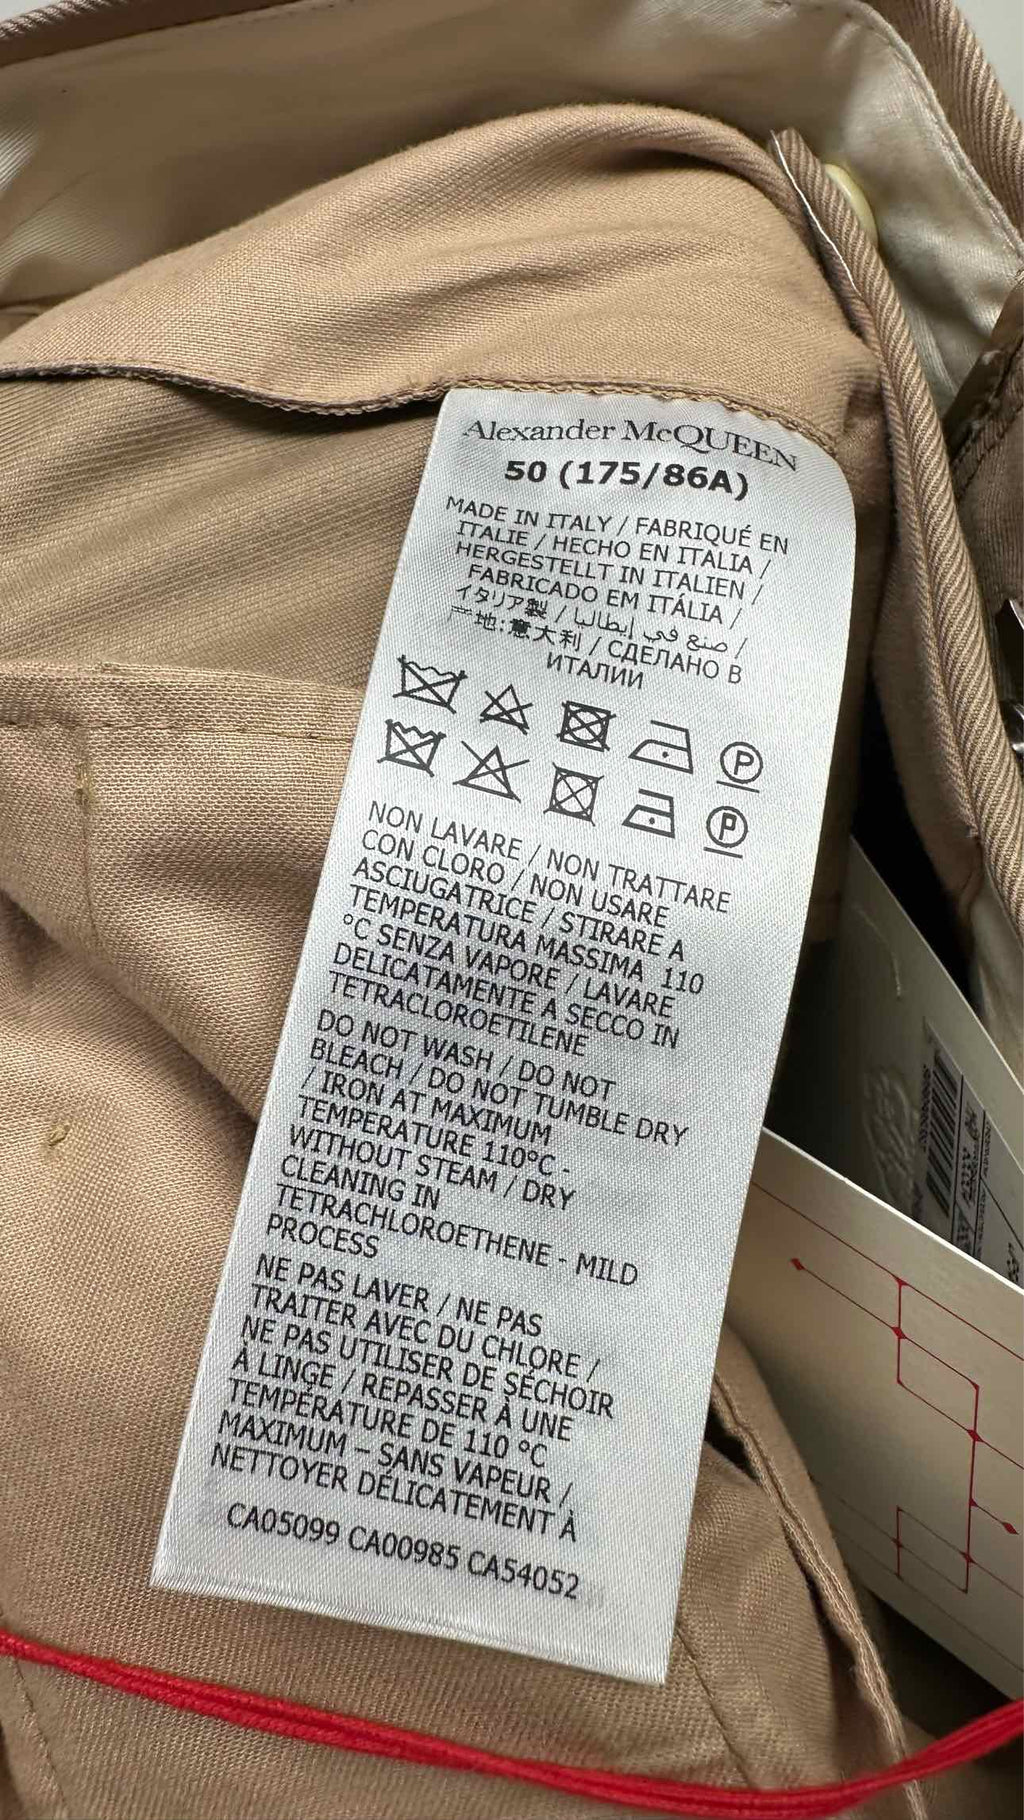 Alexander McQUEEN
50 (175/86A)
MADE IN ITALY / FABRIQUÉ EN
ITALIE / HECHO EN ITALIA /
HERGESTELLT IN ITALIEN /
FABRICADO EM ITÁLIA /
イタリア製 / صنع في إيطاليا /
产地:意大利 / СДЕЛАНО В
ИТАЛИИ
P
P
NON LAVARE / NON TRATTARE
CON CLORO / NON USARE
ASCIUGATRICE / STIRARE A
TEMPERATURA MASSIMA 110
°C SENZA VAPORE / LAVARE
DELICATAMENTE A SECCO IN
TETRACLOROETILENE
DO NOT WASH / DO NOT
BLEACH / DO NOT TUMBLE DRY
/ IRON AT MAXIMUM
TEMPERATURE 110°C -
WITHOUT STEAM / DRY
CLEANING IN
TETRACHLOROETHENE - MILD
PROCESS
NE PAS LAVER / NE PAS
TRAITER AVEC DU CHLORE /
NE PAS UTILISER DE SÉCHOIR
À LINGE / REPASSER À UNE
TEMPÉRATURE DE 110 °C
MAXIMUM – SANS VAPEUR /
NETTOYER DÉLICATEMENT À
CA05099 CA00985 CA54052